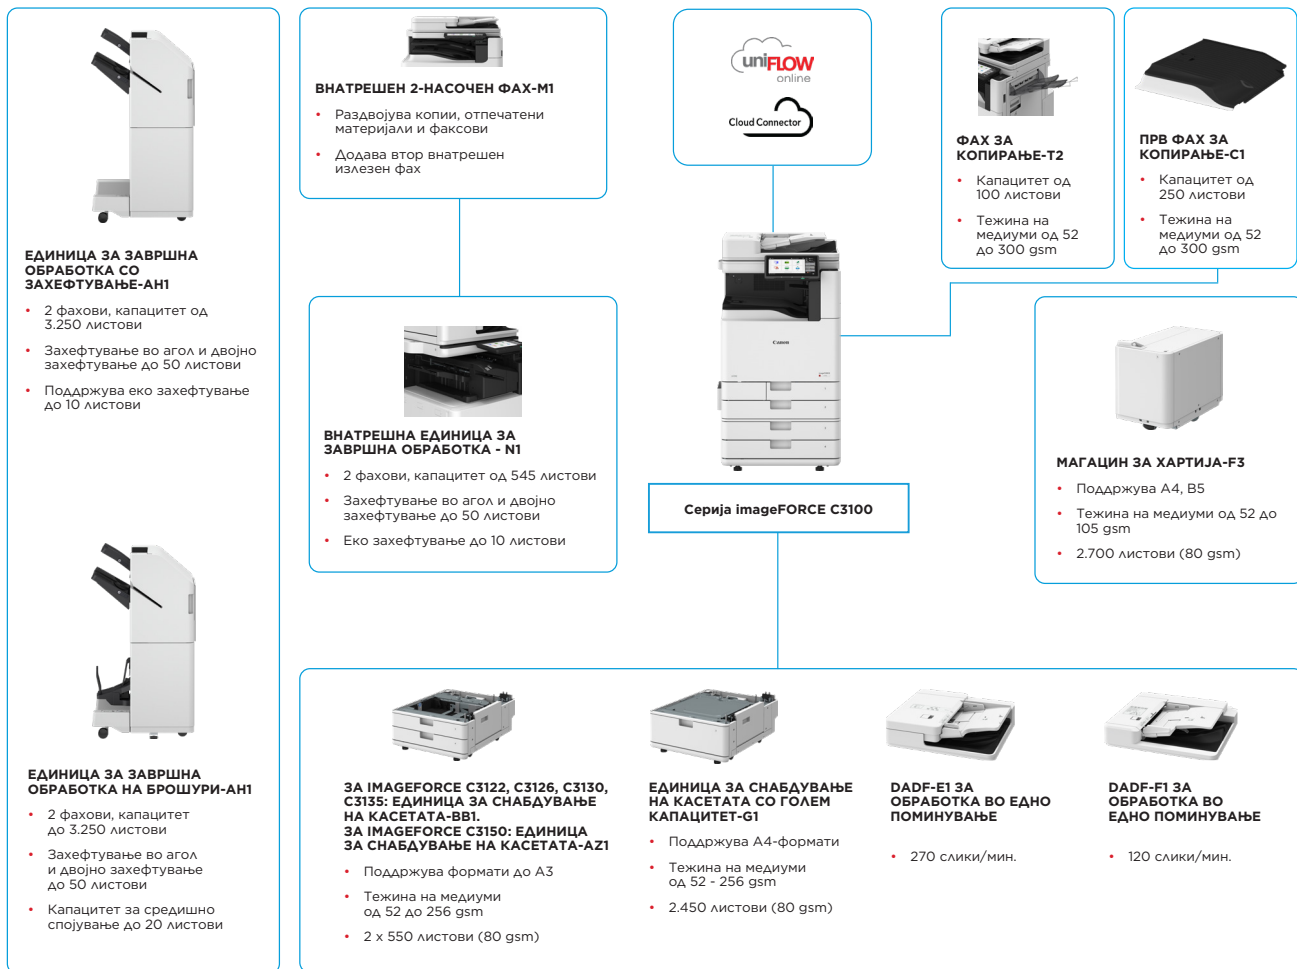 ЕДИНИЦА ЗА ЗАВРШНА
ОБРАБОТКА СО
ЗАХЕФТУВАЊЕ-AH1
• 2 фахови, капацитет од
3.250 листови
• Захефтување во агол и двојно
захефтување до 50 листови
• Поддржува еко захефтување
до 10 листови
ЕДИНИЦА ЗА ЗАВРШНА
ОБРАБОТКА НА БРОШУРИ-AH1
• 2 фахови, капацитет
до 3.250 листови
• Захефтување во агол
и двојно захефтување
до 50 листови
• Капацитет за средишно
спојување до 20 листови
ВНАТРЕШЕН 2-НАСОЧЕН ФАХ-M1
• Раздвојува копии, отпечатени
материјали и факсови
• Додава втор внатрешен
излезен фах
ВНАТРЕШНА ЕДИНИЦА ЗА
ЗАВРШНА ОБРАБОТКА - N1
• 2 фахови, капацитет од 545 листови
• Захефтување во агол и двојно
захефтување до 50 листови
• Еко захефтување до 10 листови
uniFLOW
online
Cloud Connector
Canon
Серија imageFORCE C3100
ФАХ ЗА
КОПИРАЊЕ-T2
• Капацитет од
100 листови
• Тежина на
медиуми од 52
до 300 gsm
ПРВ ФАХ ЗА
КОПИРАЊЕ-C1
• Капацитет од
250 листови
• Тежина на
медиуми од 52
до 300 gsm
МАГАЦИН ЗА ХАРТИЈА-F3
• Поддржува A4, B5
• Тежина на медиуми од 52 до
105 gsm
• 2.700 листови (80 gsm)
ЗА IMAGEFORCE C3122, C3126, C3130,
C3135: ЕДИНИЦА ЗА СНАБДУВАЊЕ
НА КАСЕТАТА-BB1.
ЗА IMAGEFORCE C3150: ЕДИНИЦА
ЗА СНАБДУВАЊЕ НА КАСЕТАТА-AZ1
• Поддржува формати до A3
• Тежина на медиуми
од 52 до 256 gsm
• 2 x 550 листови (80 gsm)
ЕДИНИЦА ЗА СНАБДУВАЊЕ
НА КАСЕТАТА СО ГОЛЕМ
КАПАЦИТЕТ-G1
• Поддржува A4-формати
• Тежина на медиуми
од 52 - 256 gsm
• 2.450 листови (80 gsm)
DADF-E1 ЗА
ОБРАБОТКА ВО ЕДНО
ПОМИНУВАЊЕ
• 270 слики/мин.
DADF-F1 ЗА
ОБРАБОТКА ВО
ЕДНО ПОМИНУВАЊЕ
• 120 слики/мин.